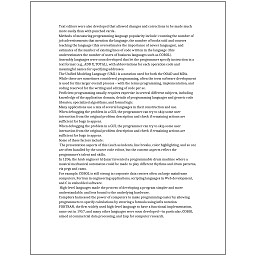 Text editors were also developed that allowed changes and corrections to be made much
more easily than with punched cards.
Methods of measuring programming language popularity include: counting the number of
job advertisements that mention the language, the number of books sold and courses
teaching the language (this overestimates the importance of newer languages), and
estimates of the number of existing lines of code written in the language (this
underestimates the number of users of business languages such as COBOL).
Assembly languages were soon developed that let the programmer specify instruction in a
text format (e.g., ADD X, TOTAL), with abbreviations for each operation code and
meaningful names for specifying addresses.
The Unified Modeling Language (UML) is a notation used for both the OOAD and MDA.
While these are sometimes considered programming, often the term software development
is used for this larger overall process – with the terms programming, implementation, and
coding reserved for the writing and editing of code per se.
Proficient programming usually requires expertise in several different subjects, including
knowledge of the application domain, details of programming languages and generic code
libraries, specialized algorithms, and formal logic.
Many applications use a mix of several languages in their construction and use.
When debugging the problem in a GUI, the programmer can try to skip some user
interaction from the original problem description and check if remaining actions are
sufficient for bugs to appear.
When debugging the problem in a GUI, the programmer can try to skip some user
interaction from the original problem description and check if remaining actions are
sufficient for bugs to appear.
Some of these factors include:
The presentation aspects of this (such as indents, line breaks, color highlighting, and so on)
are often handled by the source code editor, but the content aspects reflect the
programmer's talent and skills.
In 1206, the Arab engineer Al-Jazari invented a programmable drum machine where a
musical mechanical automaton could be made to play different rhythms and drum patterns,
via pegs and cams.
For example, COBOL is still strong in corporate data centers often on large mainframe
computers, Fortran in engineering applications, scripting languages in Web development,
and C in embedded software.
High-level languages made the process of developing a program simpler and more
understandable, and less bound to the underlying hardware.
Compilers harnessed the power of computers to make programming easier by allowing
programmers to specify calculations by entering a formula using infix notation.
FORTRAN, the first widely used high-level language to have a functional implementation,
came out in 1957, and many other languages were soon developed—in particular, COBOL
aimed at commercial data processing, and Lisp for computer research.